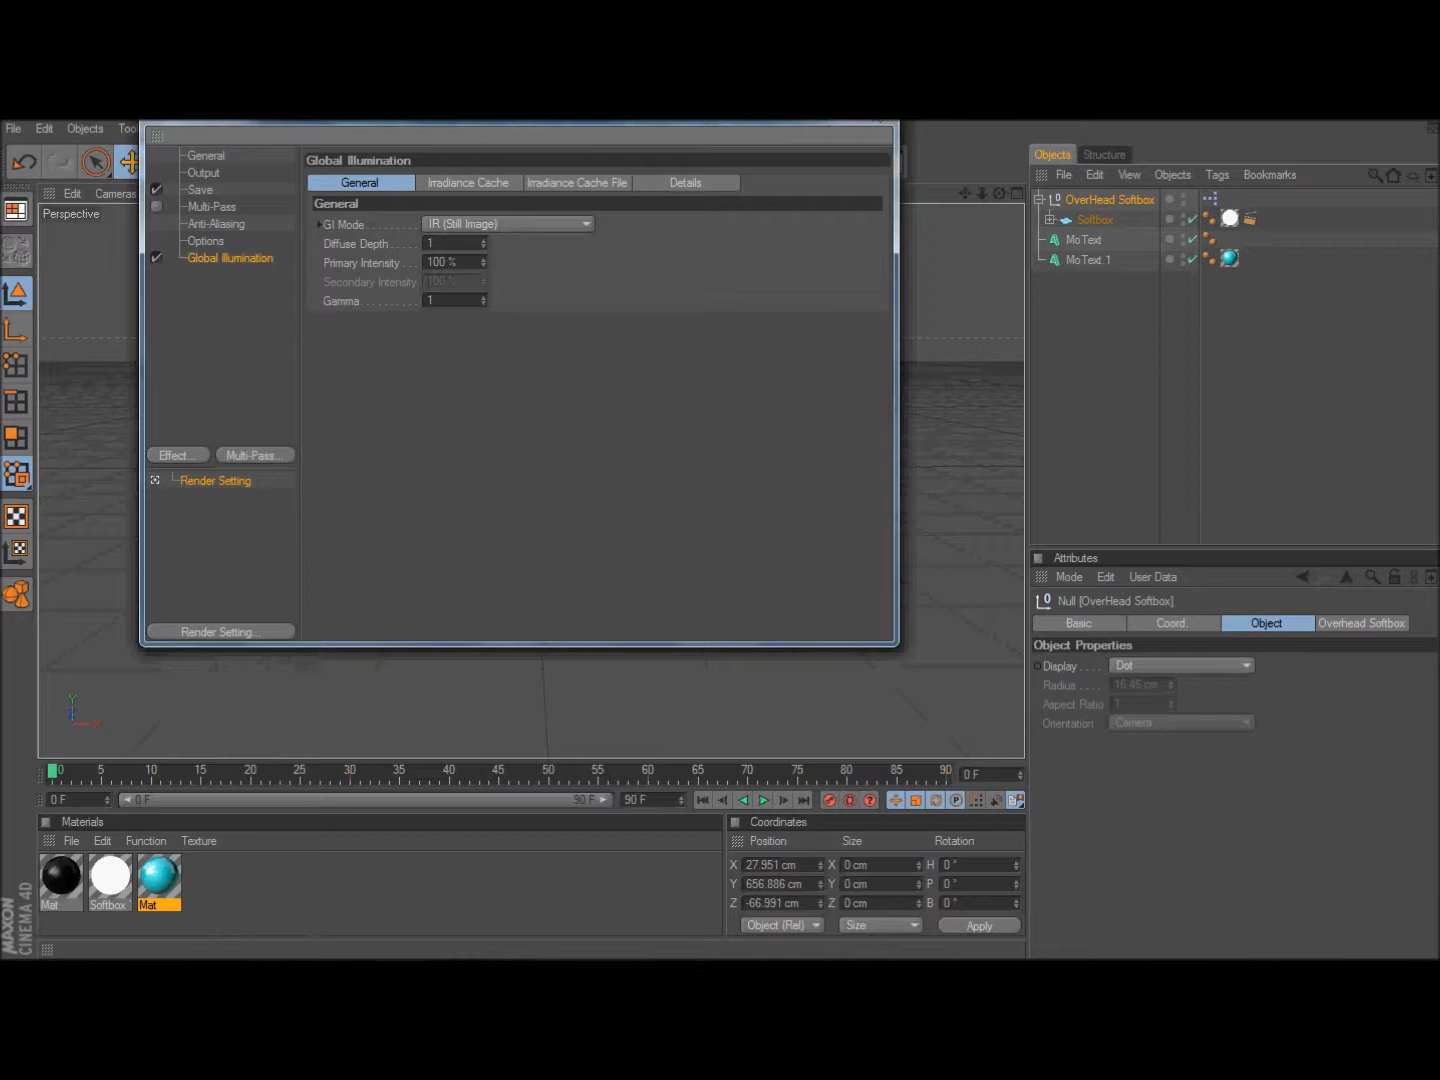 File Edit Objects Too
Edit Cameras
Perspective
General
Output
Save
Multi-Pass
Anti-Aliasing
Options
Global Illumination
Effect... Multi-Pass...
Render Setting
Render Setting...
Global Illumination
General Irradiance Cache Irradiance Cache File Details
General
GI Mode IR (Still Image)
Diffuse Depth 1
Primary Intensity 100 %
Secondary Intensity 100 %
Gamma 1
Objects Structure
File Edit View Objects Tags Bookmarks
OverHead Softbox
Softbox
MoText
MoText.1
Attributes
Mode Edit User Data
Null [OverHead Softbox]
Basic Coord. Object Overhead Softbox
Object Properties
Display Dot
Radius 16.45 cm
Aspect Ratio 1
Orientation Camera
0 5 10 15 20 25 30 35 40 45 50 55 60 65 70 75 80 85 90 0 F
0 F 0 F 90 F 90 F
Materials
File Edit Function Texture
Mat Softbox Mat
Coordinates
Position Size Rotation
X 27.951 cm X 0 cm H 0 °
Y 656.886 cm Y 0 cm P 0 °
Z -66.991 cm Z 0 cm B 0 °
Object (Rel) Size Apply
MAXON
CINEMA 4D